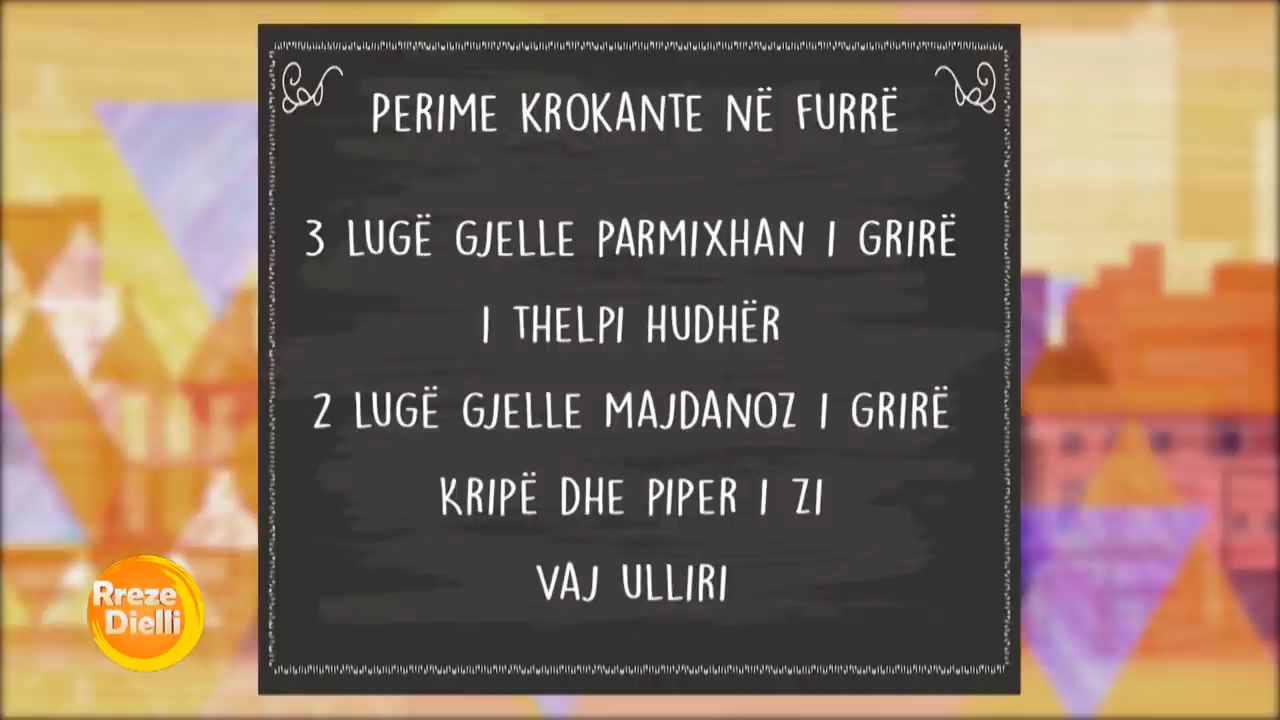 PERIME KROKANTE NË FURRË
3 LUGË GJELLE PARMIXHAN I GRIRË
1 THELPI HUDHËR
2 LUGË GJELLE MAJDANOZ I GRIRË
KRIPË DHE PIPER I ZI
VAJ ULLIRI
Rreze
Dielli